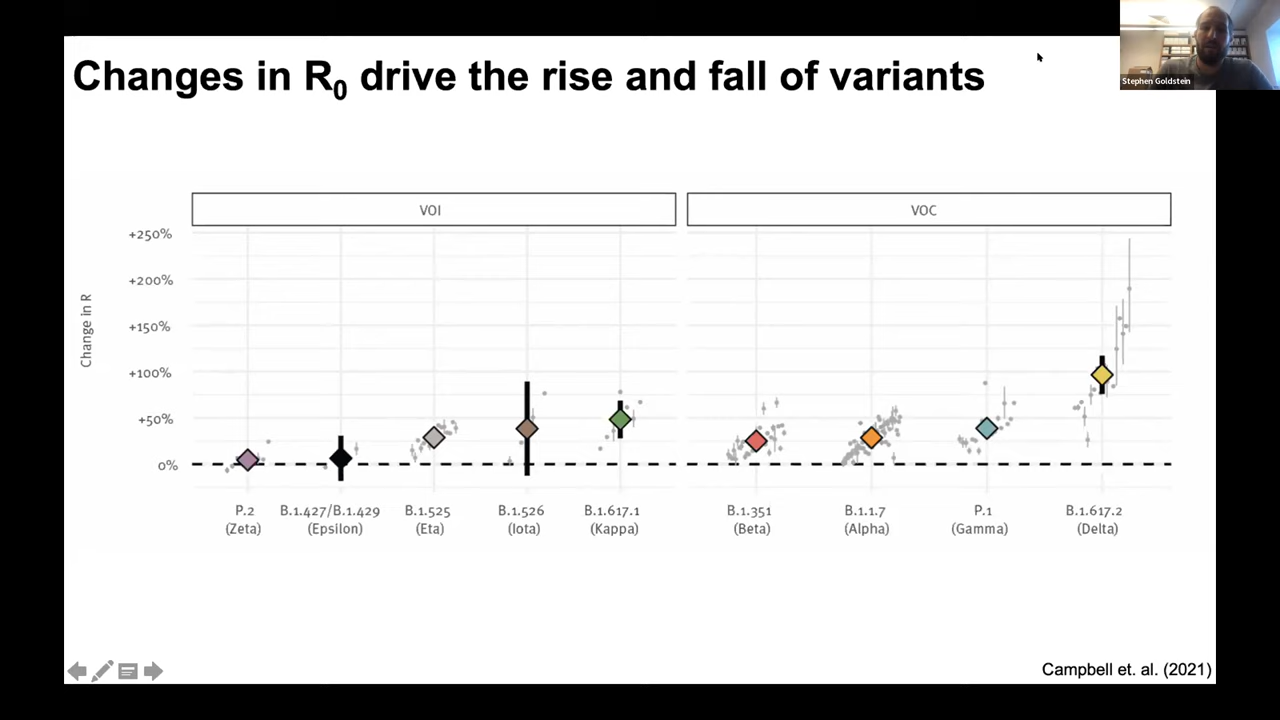 Changes in R0 drive the rise and fall of variants
Stephen Goldstein
VOI
VOC
Change in R
+250%
+200%
+150%
+100%
+50%
0%
P.2
(Zeta)
B.1.427/B.1.429
(Epsilon)
B.1.525
(Eta)
B.1.526
(Iota)
B.1.617.1
(Kappa)
B.1.351
(Beta)
B.1.1.7
(Alpha)
P.1
(Gamma)
B.1.617.2
(Delta)
Campbell et. al. (2021)